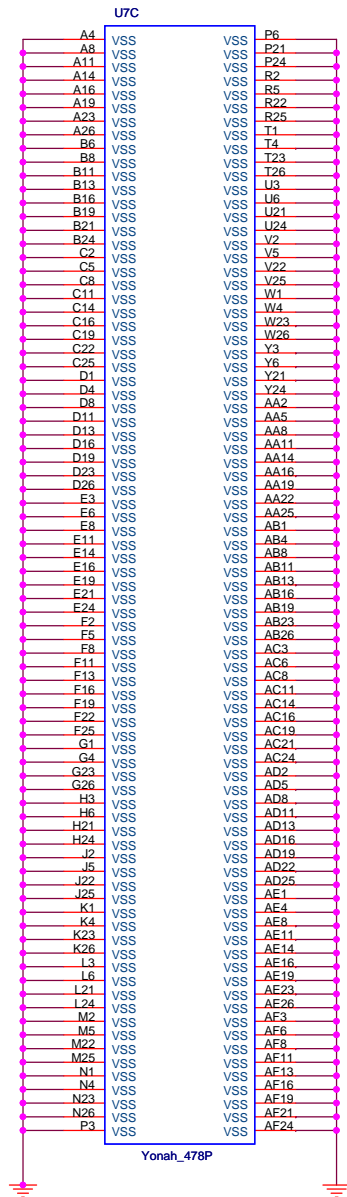 U7C
A4 VSS VSS P6
A8 VSS VSS P21
A11 VSS VSS P24
A14 VSS VSS R2
A16 VSS VSS R5
A19 VSS VSS R22
A23 VSS VSS R25
A26 VSS VSS T1
B6 VSS VSS T4
B8 VSS VSS T23
B11 VSS VSS T26
B13 VSS VSS U3
B16 VSS VSS U6
B19 VSS VSS U21
B21 VSS VSS U24
B24 VSS VSS V2
C2 VSS VSS V5
C5 VSS VSS V22
C8 VSS VSS V25
C11 VSS VSS W1
C14 VSS VSS W4
C16 VSS VSS W23
C19 VSS VSS W26
C22 VSS VSS Y3
C25 VSS VSS Y6
D1 VSS VSS Y21
D4 VSS VSS Y24
D8 VSS VSS AA2
D11 VSS VSS AA5
D13 VSS VSS AA8
D16 VSS VSS AA11
D19 VSS VSS AA14
D23 VSS VSS AA16
D26 VSS VSS AA19
E3 VSS VSS AA22
E6 VSS VSS AA25
E8 VSS VSS AB1
E11 VSS VSS AB4
E14 VSS VSS AB8
E16 VSS VSS AB11
E19 VSS VSS AB13
E21 VSS VSS AB16
E24 VSS VSS AB19
F2 VSS VSS AB23
F5 VSS VSS AB26
F8 VSS VSS AC3
F11 VSS VSS AC6
F13 VSS VSS AC8
F16 VSS VSS AC11
F19 VSS VSS AC14
F22 VSS VSS AC16
F25 VSS VSS AC19
G1 VSS VSS AC21
G4 VSS VSS AC24
G23 VSS VSS AD2
G26 VSS VSS AD5
H3 VSS VSS AD8
H6 VSS VSS AD11
H21 VSS VSS AD13
H24 VSS VSS AD16
J2 VSS VSS AD19
J5 VSS VSS AD22
J22 VSS VSS AD25
J25 VSS VSS AE1
K1 VSS VSS AE4
K4 VSS VSS AE8
K23 VSS VSS AE11
K26 VSS VSS AE14
L3 VSS VSS AE16
L6 VSS VSS AE19
L21 VSS VSS AE23
L24 VSS VSS AE26
M2 VSS VSS AF3
M5 VSS VSS AF6
M22 VSS VSS AF8
M25 VSS VSS AF11
N1 VSS VSS AF13
N4 VSS VSS AF16
N23 VSS VSS AF19
N26 VSS VSS AF21
P3 VSS VSS AF24
Yonah_478P